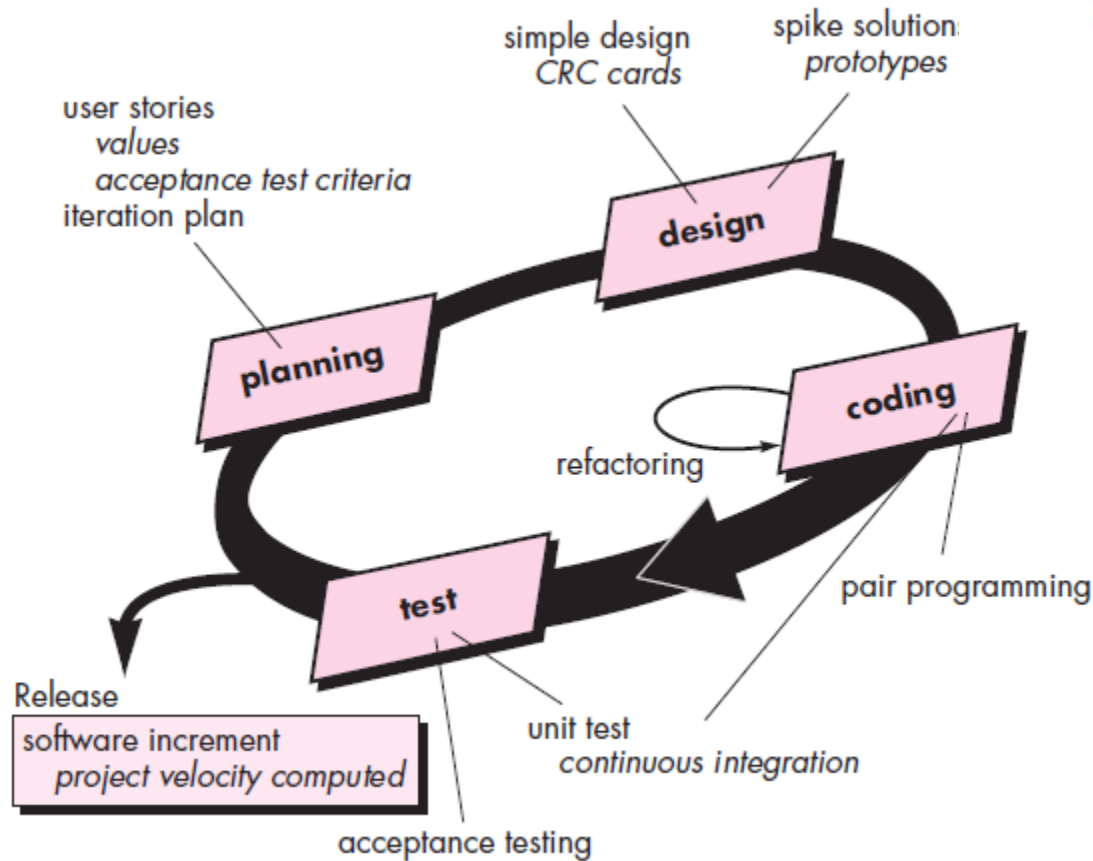 simple design
CRC cards
spike solution
prototypes
user stories
values
acceptance test criteria
iteration plan
design
planning
coding
refactoring
pair programming
test
Release
software increment
project velocity computed
unit test
continuous integration
acceptance testing